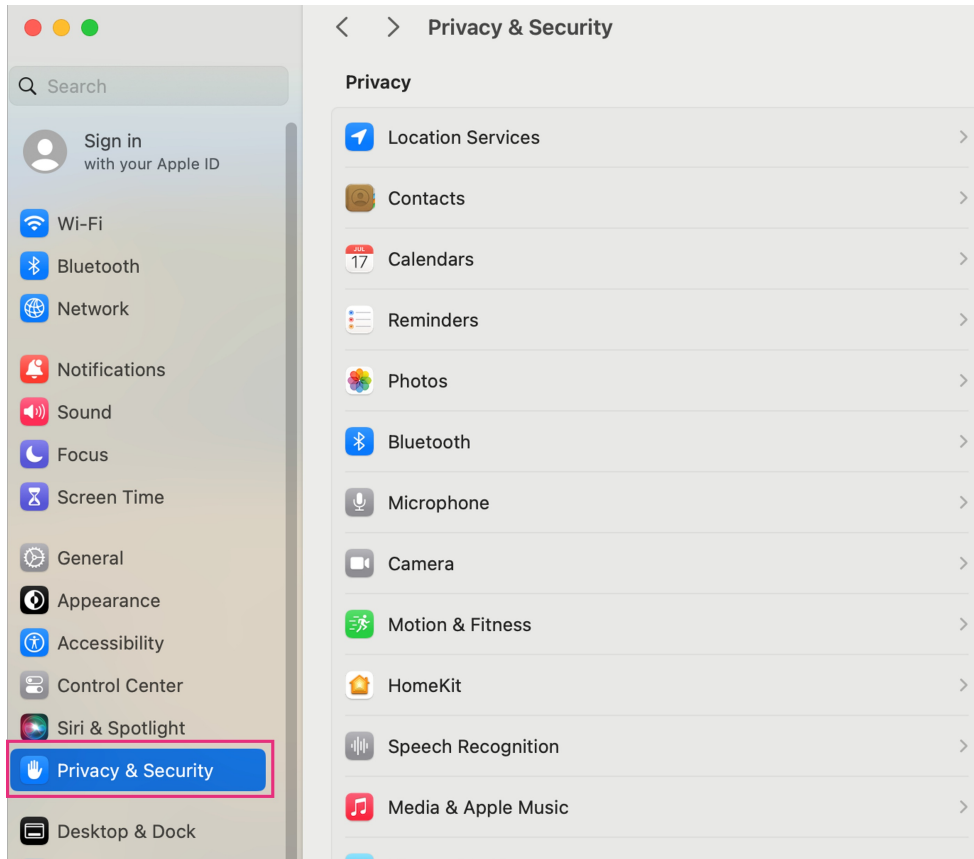 Privacy & Security
Search
Sign in
with your Apple ID
Wi-Fi
Bluetooth
Network
Notifications
Sound
Focus
Screen Time
General
Appearance
Accessibility
Control Center
Siri & Spotlight
Privacy & Security
Desktop & Dock
Privacy
Location Services
Contacts
JUL
17
Calendars
Reminders
Photos
Bluetooth
Microphone
Camera
Motion & Fitness
HomeKit
Speech Recognition
Media & Apple Music